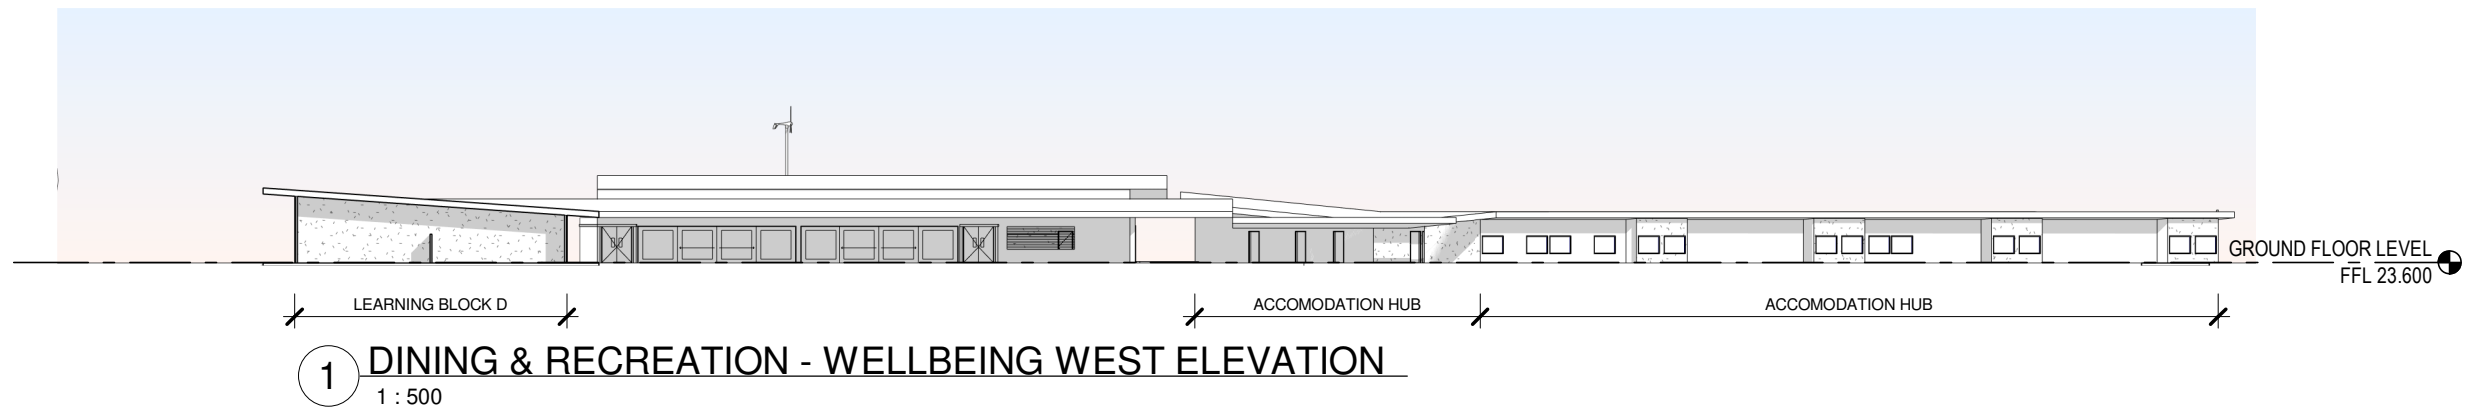 GROUND FLOOR LEVEL
FFL 23.600
LEARNING BLOCK D
ACCOMODATION HUB
ACCOMODATION HUB
1 DINING & RECREATION - WELLBEING WEST ELEVATION
1 : 500